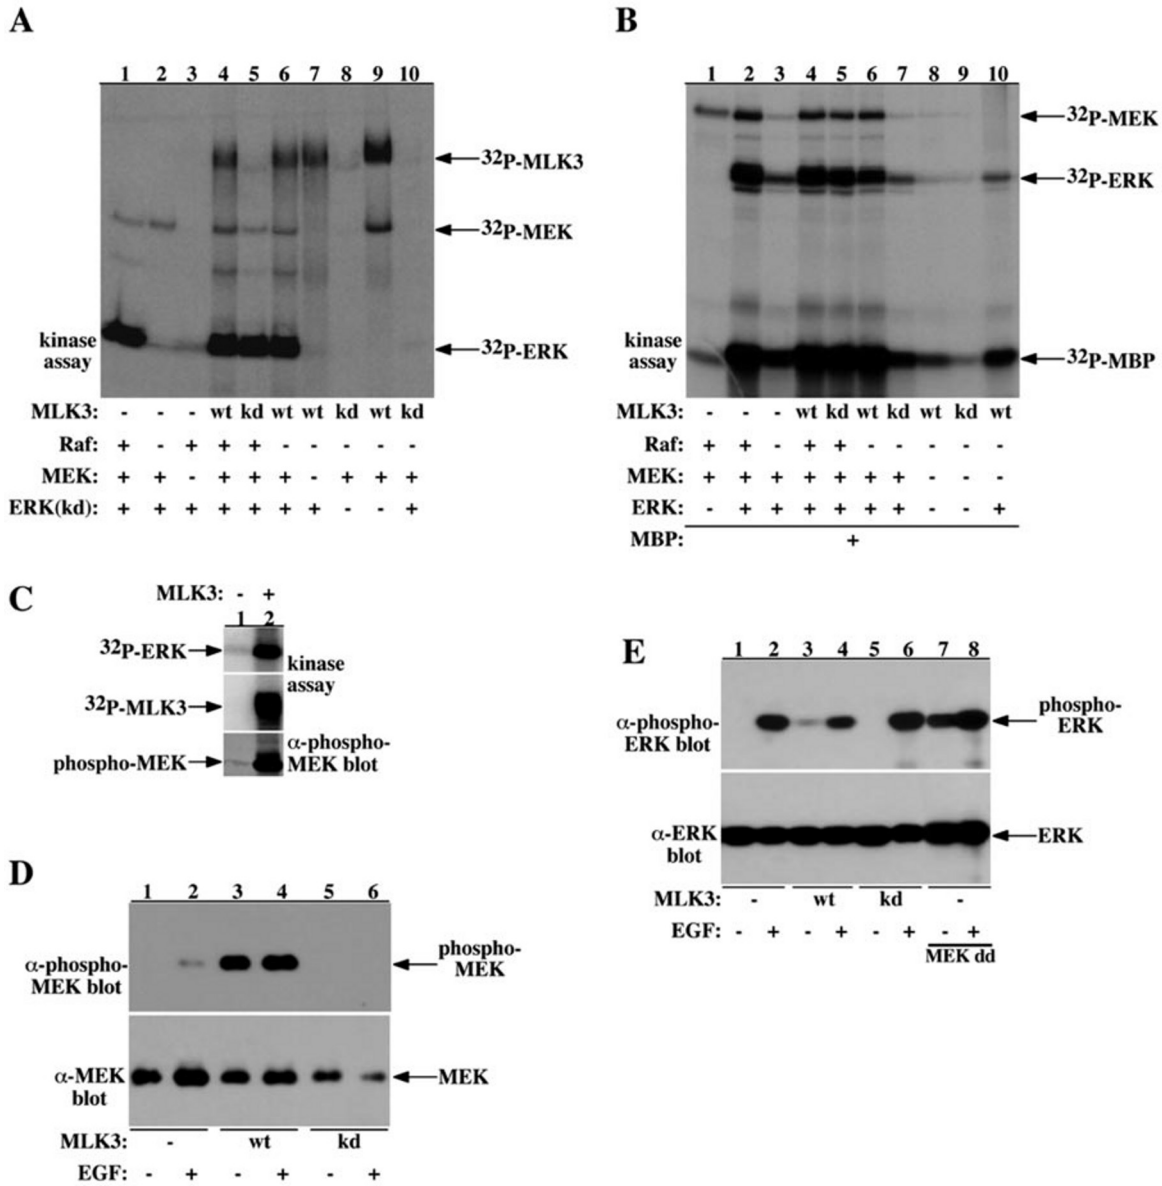 A
1 2 3 4 5 6 7 8 9 10
32P-MLK3
32P-MEK
kinase
assay
32P-ERK
MLK3: - - - wt kd wt wt kd wt kd
Raf: + - + + + - - - - -
MEK: + + - + + + - + + +
ERK(kd): + + + + + + + - - +
B
1 2 3 4 5 6 7 8 9 10
32P-MEK
32P-ERK
kinase
assay
32P-MBP
MLK3: - - - wt kd wt kd wt kd wt
Raf: + + - + + - - - - -
MEK: + + + + + + + - - -
ERK: - + + + + + + - - +
MBP: +
C
MLK3: - +
1 2
32P-ERK
kinase
assay
32P-MLK3
α-phospho-
MEK blot
phospho-MEK
D
1 2 3 4 5 6
α-phospho-
MEK blot
phospho-
MEK
α-MEK
blot
MEK
MLK3: - wt kd
EGF: - + - + - +
E
1 2 3 4 5 6 7 8
α-phospho-
ERK blot
phospho-
ERK
α-ERK
blot
ERK
MLK3: - wt kd -
EGF: - + - + - + - +
MEK dd